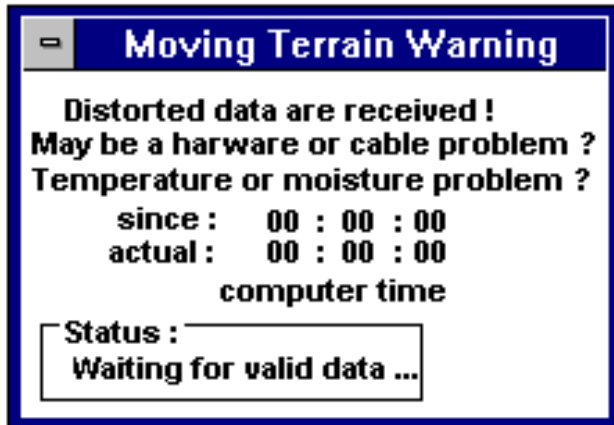 Moving Terrain Warning
Distorted data are received !
May be a harware or cable problem ?
Temperature or moisture problem ?
since : 00 : 00 : 00
actual : 00 : 00 : 00
computer time
Status :
Waiting for valid data ...